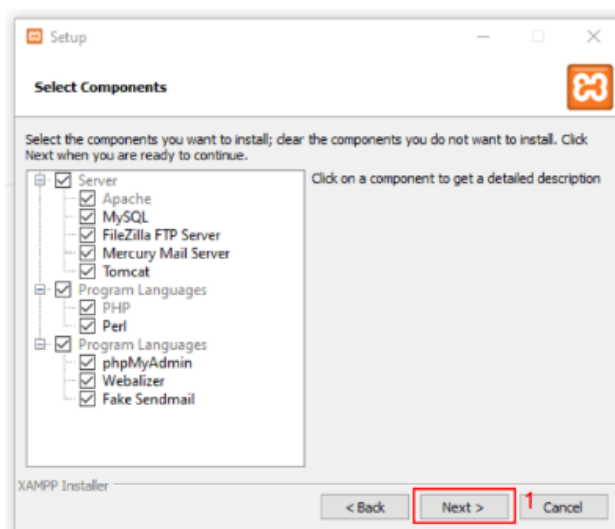 Setup
Select Components
Select the components you want to install; clear the components you do not want to install. Click
Next when you are ready to continue.
Server
Apache
MySQL
FileZilla FTP Server
Mercury Mail Server
Tomcat
Program Languages
PHP
Perl
Program Languages
phpMyAdmin
Webalizer
Fake Sendmail
Click on a component to get a detailed description
XAMPP Installer
< Back Next > 1 Cancel